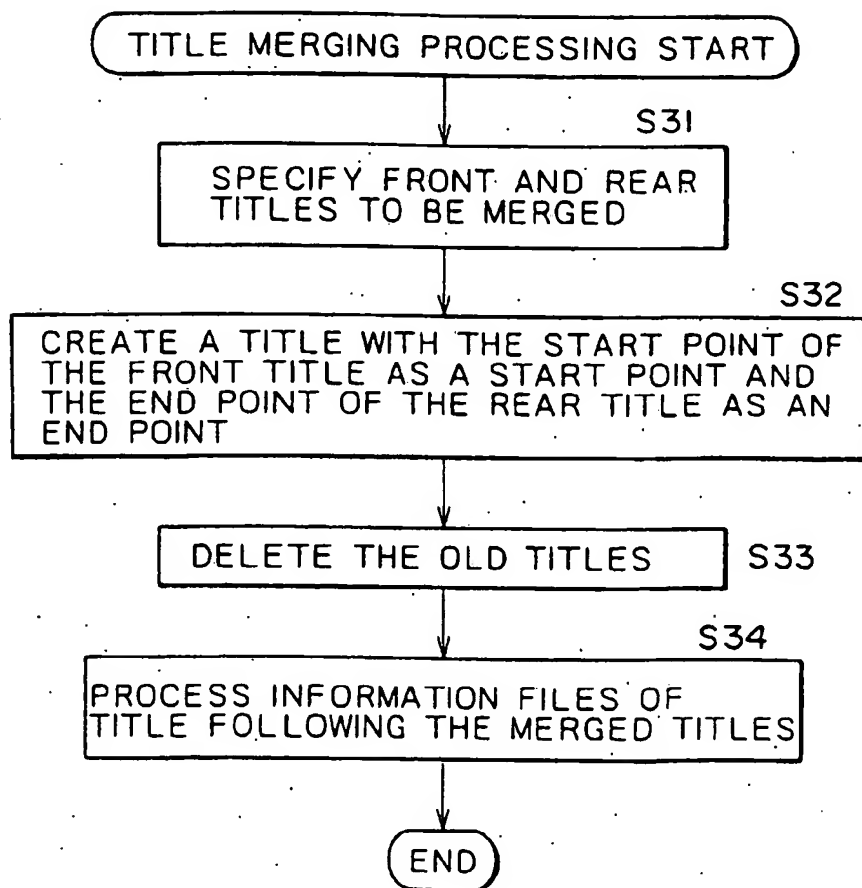 TITLE MERGING PROCESSING START
S31
SPECIFY FRONT AND REAR
TITLES TO BE MERGED
S32
CREATE A TITLE WITH THE START POINT OF
THE FRONT TITLE AS A START POINT AND
THE END POINT OF THE REAR TITLE AS AN
END POINT
DELETE THE OLD TITLES S33
S34
PROCESS INFORMATION FILES OF
TITLE FOLLOWING THE MERGED TITLES
END